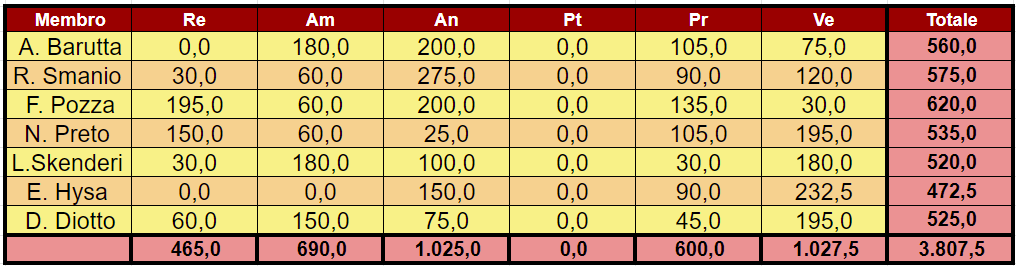 Membro Re Am An Pt Pr Ve Totale
A. Barutta 0,0 180,0 200,0 0,0 105,0 75,0 560,0
R. Smanio 30,0 60,0 275,0 0,0 90,0 120,0 575,0
F. Pozza 195,0 60,0 200,0 0,0 135,0 30,0 620,0
N. Preto 150,0 60,0 25,0 0,0 105,0 195,0 535,0
L.Skenderi 30,0 180,0 100,0 0,0 30,0 180,0 520,0
E. Hysa 0,0 0,0 150,0 0,0 90,0 232,5 472,5
D. Diotto 60,0 150,0 75,0 0,0 45,0 195,0 525,0
465,0 690,0 1.025,0 0,0 600,0 1.027,5 3.807,5